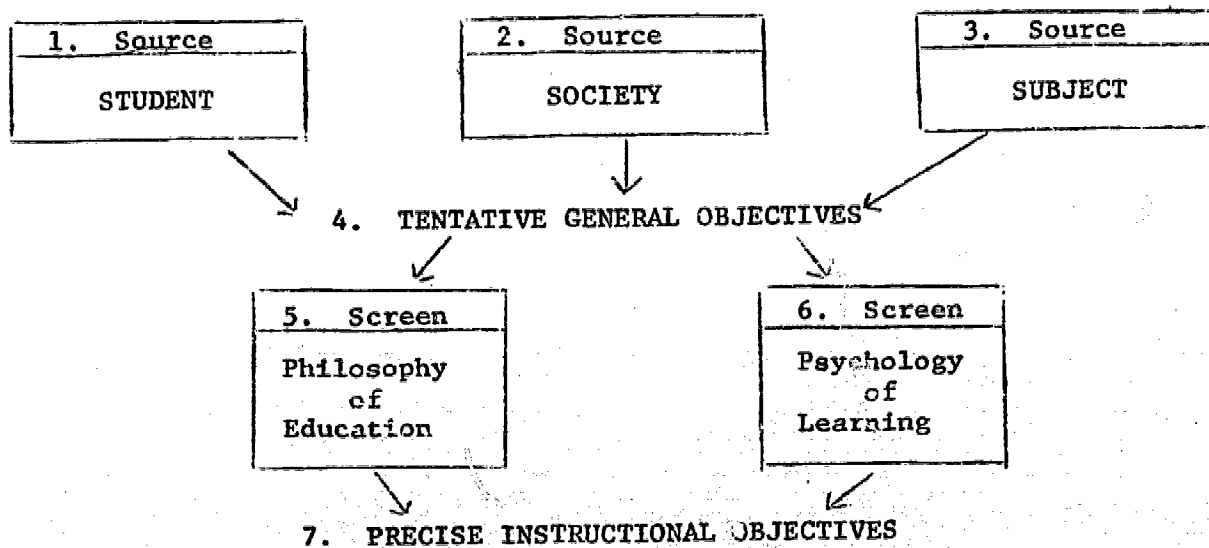 1. Source
STUDENT
2. Source
SOCIETY
3. Source
SUBJECT
4. TENTATIVE GENERAL OBJECTIVES
5. Screen
Philosophy
of
Education
6. Screen
Psychology
of
Learning
7. PRECISE INSTRUCTIONAL OBJECTIVES